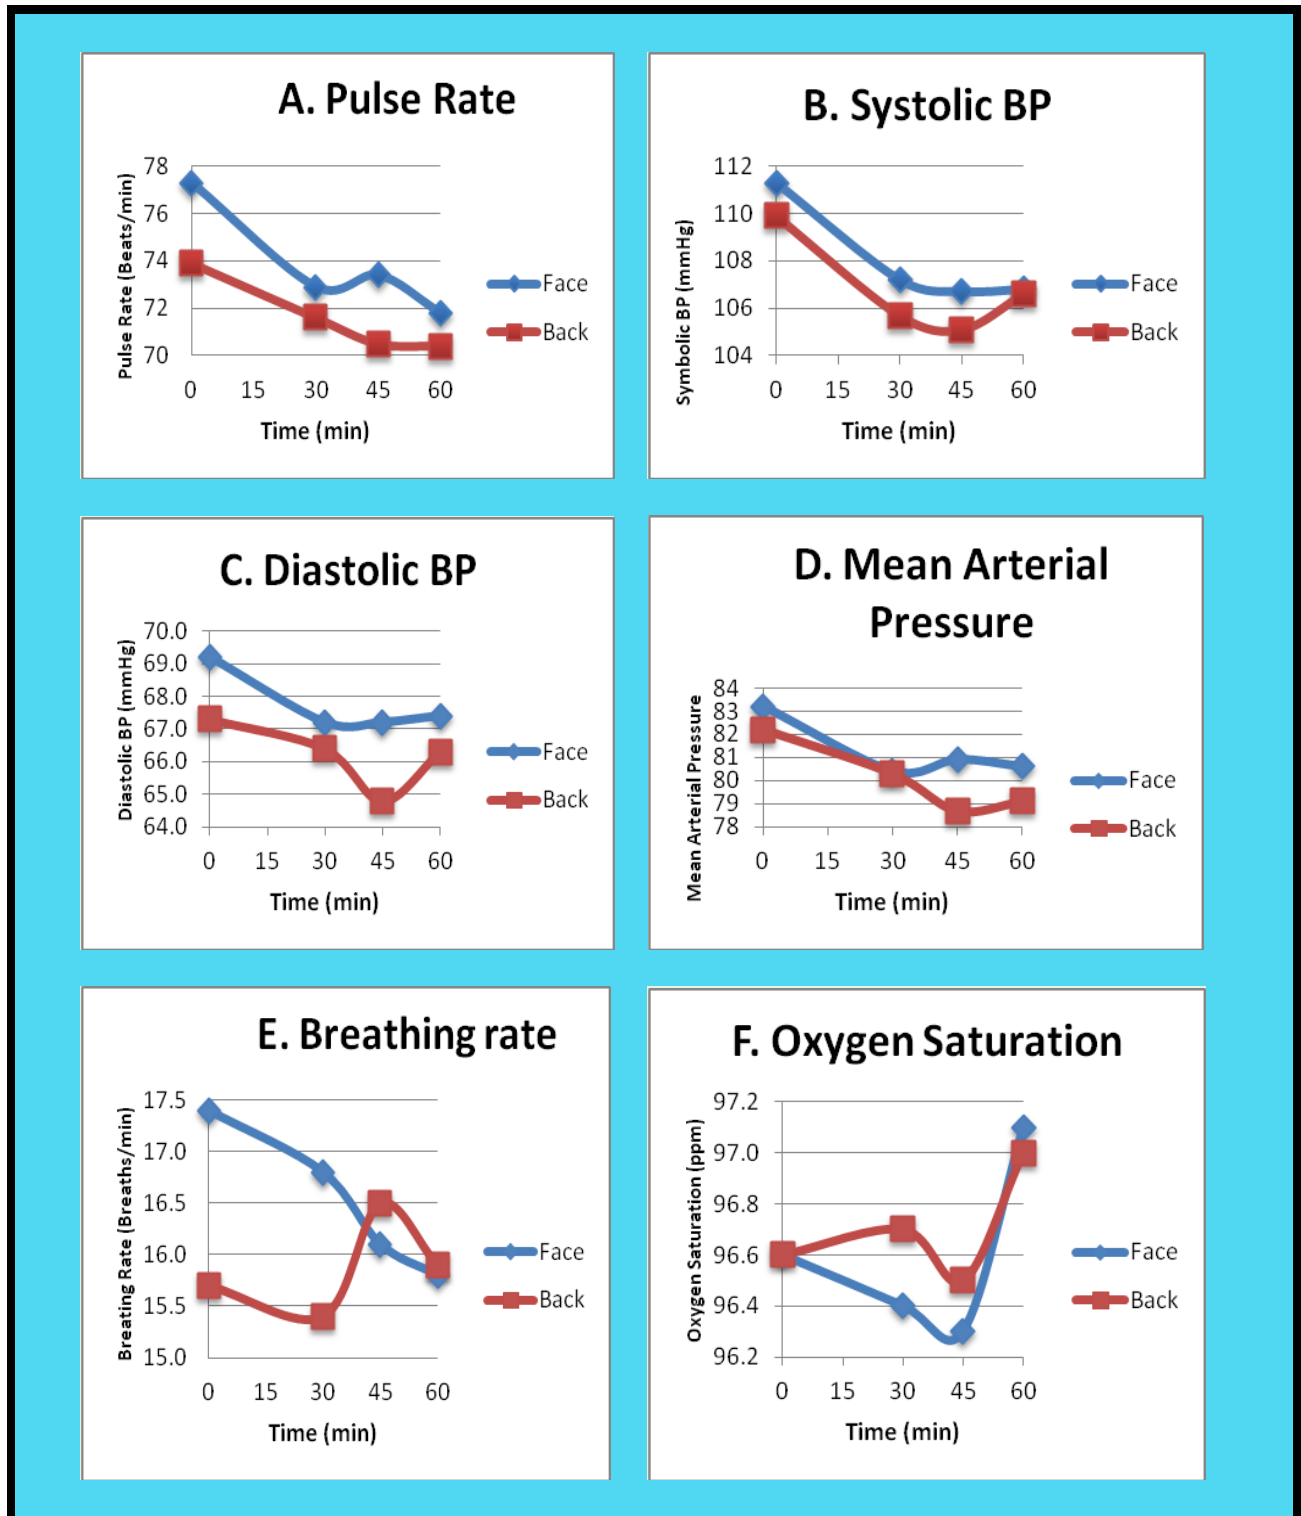 A. Pulse Rate
Pulse Rate (Beats/min)
78
76
74
72
70
0 15 30 45 60
Time (min)
Face
Back
B. Systolic BP
Symbolic BP (mmHg)
112
110
108
106
104
0 15 30 45 60
Time (min)
Face
Back
C. Diastolic BP
Diastolic BP (mmHg)
70.0
69.0
68.0
67.0
66.0
65.0
64.0
0 15 30 45 60
Time (min)
Face
Back
D. Mean Arterial
Pressure
Mean Arterial Pressure
84
83
82
81
80
79
78
0 15 30 45 60
Time (min)
Face
Back
E. Breathing rate
Breating Rate (Breaths/min)
17.5
17.0
16.5
16.0
15.5
15.0
0 15 30 45 60
Time (min)
Face
Back
F. Oxygen Saturation
Oxygen Saturation (ppm)
97.2
97.0
96.8
96.6
96.4
96.2
0 15 30 45 60
Time (min)
Face
Back